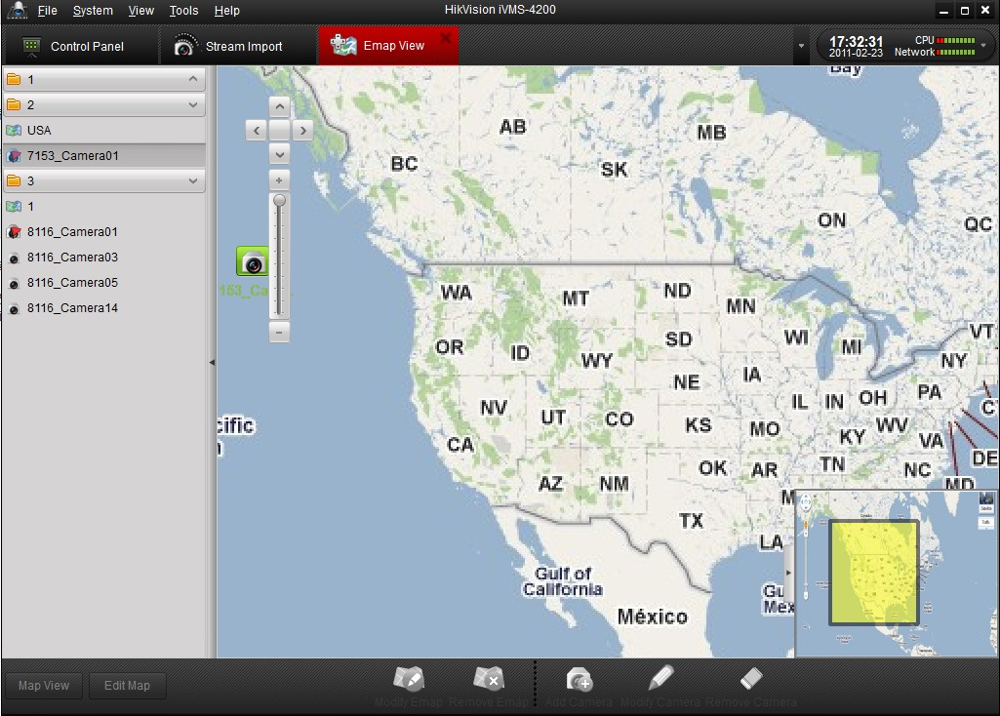 File System View Tools Help
HikVision iVMS-4200
Control Panel
Stream Import
Emap View
17:32:31
2011-02-23
CPU
Network
1
2
USA
7153_Camera01
3
1
8116_Camera01
8116_Camera03
8116_Camera05
8116_Camera14
Bay
AB
MB
BC
SK
ON
QC
153_Ca
WA
MT
ND
MN
VT
OR
ID
WY
SD
WI
MI
NY
NE
IA
IL
IN
OH
PA
NV
UT
CO
KS
MO
KY
WV
VA
cific
CA
OK
AR
TN
NC
DE
MD
AZ
NM
TX
LA
Gulf of
California
Gu
Mex
México
Map View
Edit Map
Modify Emap
Remove Emap
Add Camera
Modify Camera
Remove Camera